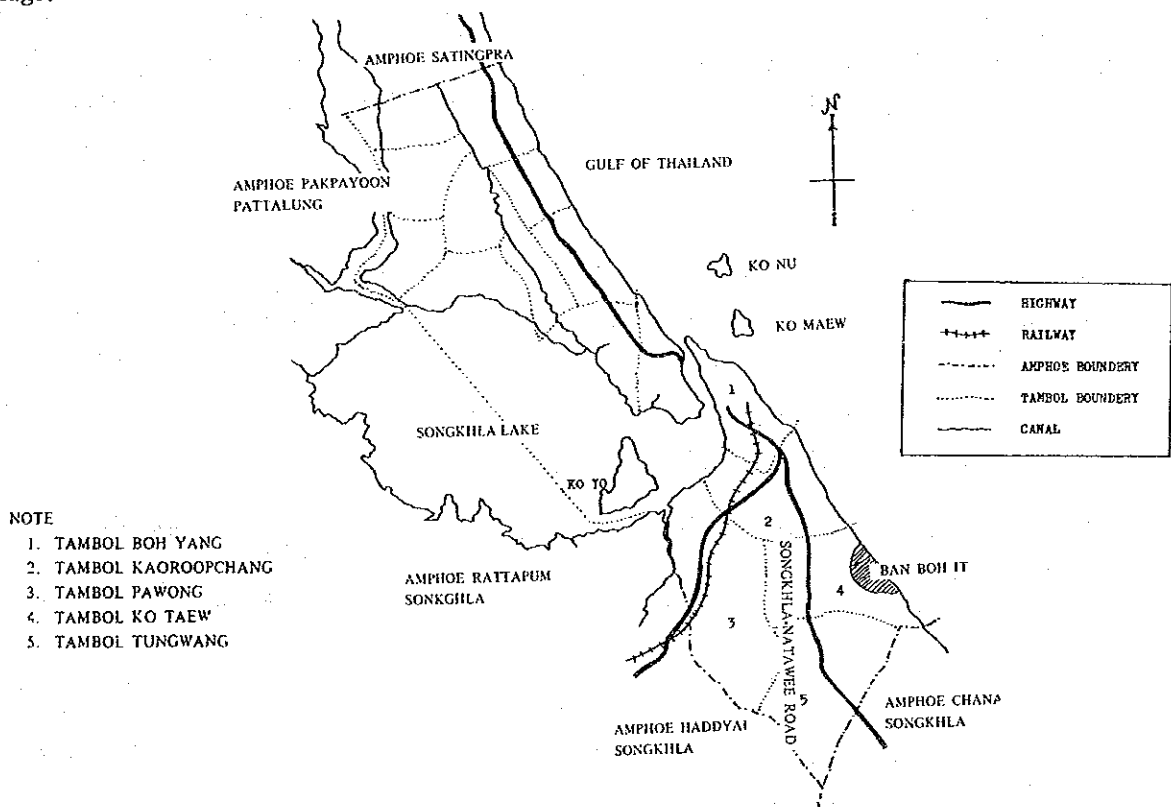 AMPHOE SATINGPRA
N
GULF OF THAILAND
AMPHOE PAKPAYOON
PATTALUNG
KO NU
KO MAEW
HIGHWAY
RAILWAY
AMPHOE BOUNDERY
TAMBOL BOUNDERY
CANAL
1
SONGKHLA LAKE
KO YO
2
NOTE
1. TAMBOL BOH YANG
2. TAMBOL KAOROOPCHANG
3. TAMBOL PAWONG
4. TAMBOL KO TAEW
5. TAMBOL TUNGWANG
AMPHOE RATTAPUM
SONKGHLA
SONGKHLA-NATAWEE ROAD
BAN BOH IT
4
3
5
AMPHOE HADDYAI
SONGKHLA
AMPHOE CHANA
SONGKHLA